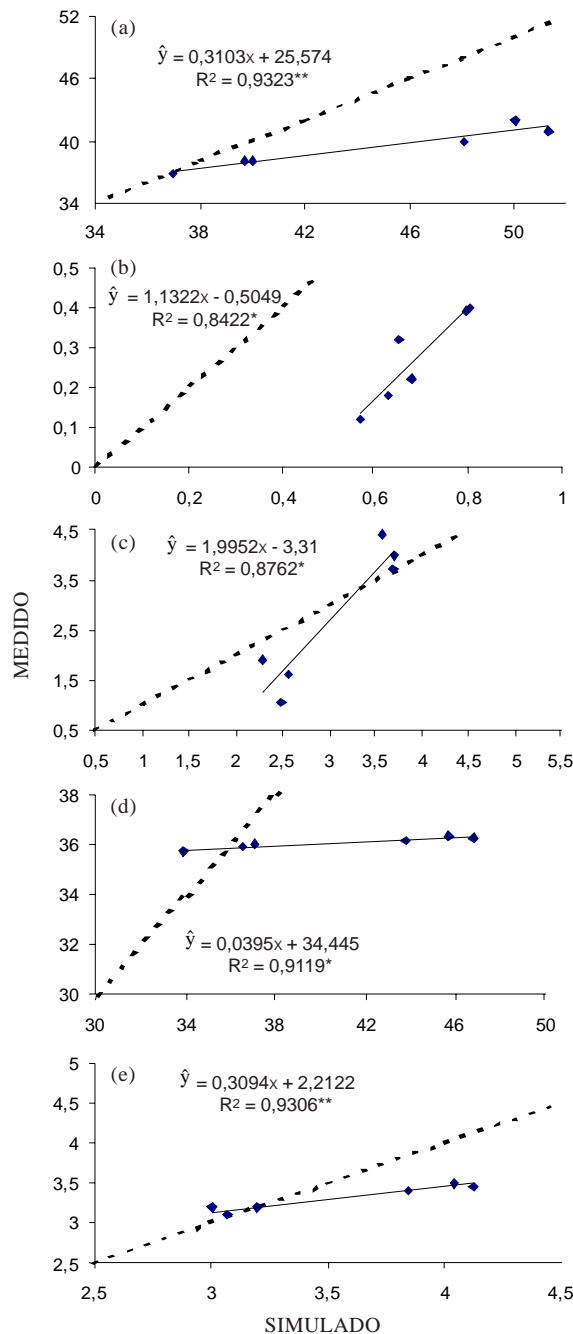 (a)
ŷ = 0,3103x + 25,574
R² = 0,9323**
52
46
40
34
34 38 42 46 50
(b)
ŷ = 1,1322x - 0,5049
R² = 0,8422*
0,5
0,4
0,3
0,2
0,1
0
0 0,2 0,4 0,6 0,8 1
(c)
ŷ = 1,9952x - 3,31
R² = 0,8762*
4,5
3,5
2,5
1,5
0,5
0,5 1 1,5 2 2,5 3 3,5 4 4,5 5 5,5
MEDIDO
(d)
38
36
34
32
30
ŷ = 0,0395x + 34,445
R² = 0,9119*
30 34 38 42 46 50
(e)
ŷ = 0,3094x + 2,2122
R² = 0,9306**
5
4,5
4
3,5
3
2,5
2,5 3 3,5 4 4,5
SIMULADO